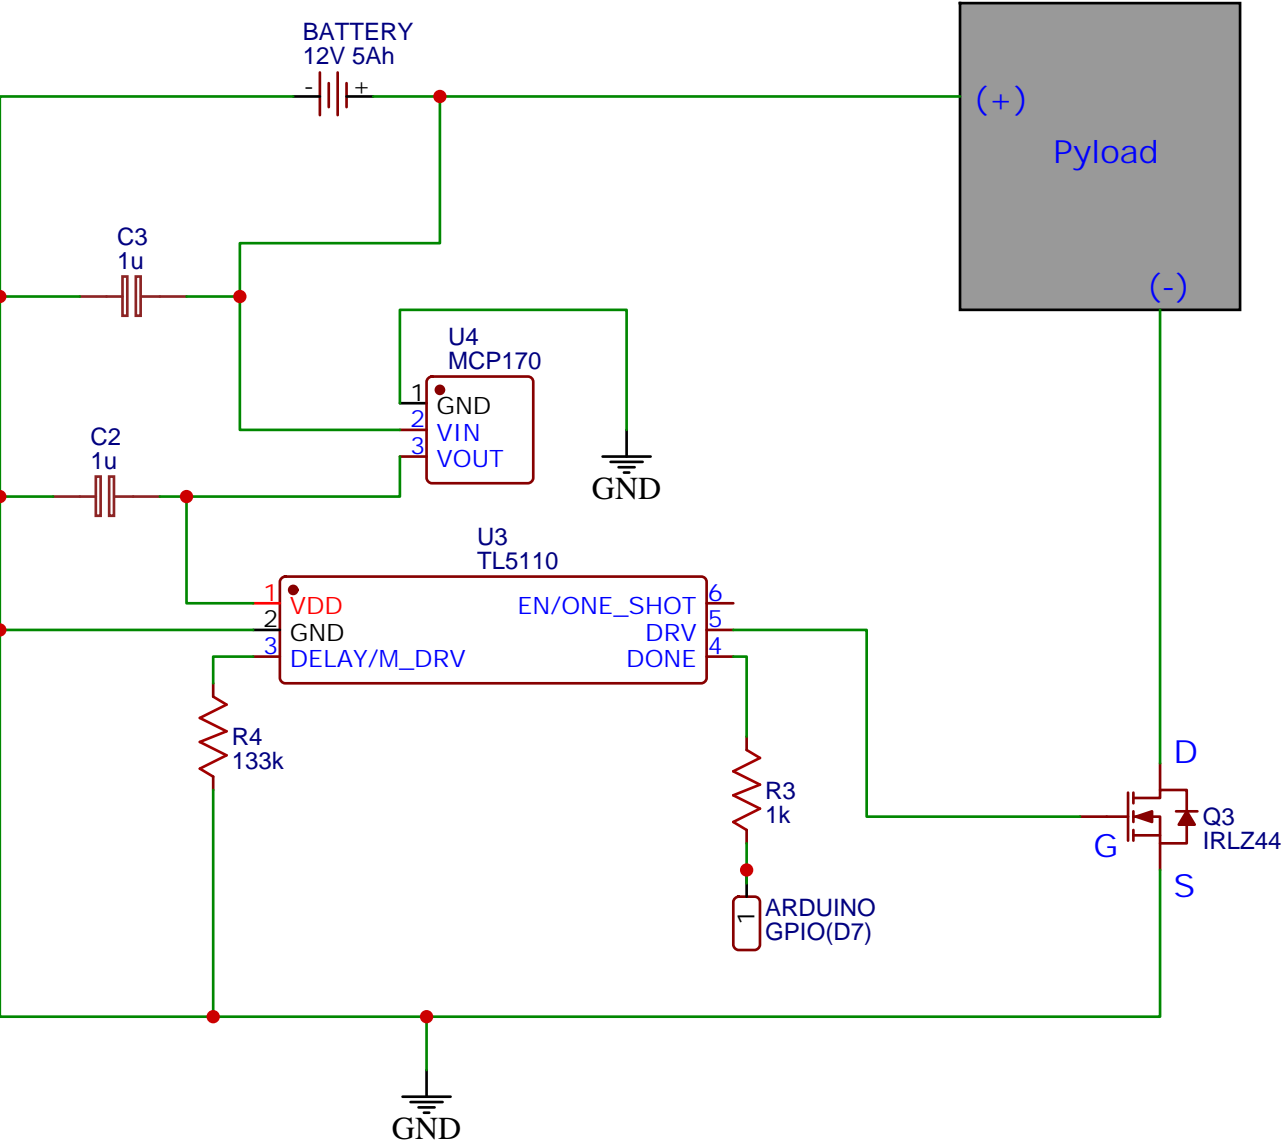 BATTERY
12V 5Ah
- +
(+)
Pyload
(-)
C3
1u
U4
MCP170
1
GND
2
VIN
3
VOUT
GND
C2
1u
U3
TL5110
1
VDD
2
GND
3
DELAY/M_DRV
EN/ONE_SHOT
6
DRV
5
DONE
4
R4
133k
R3
1k
D
G
S
Q3
IRLZ44
1
ARDUINO
GPIO(D7)
GND